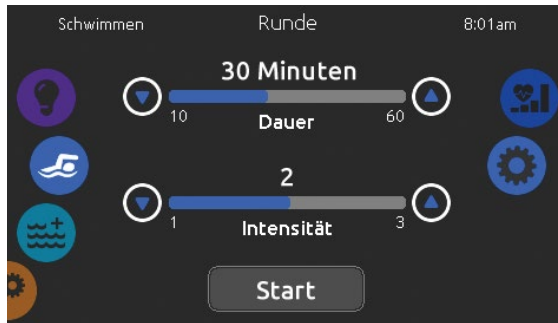 Schwimmen Runde 8:01am
30 Minuten
10 Dauer 60
2
1 Intensität 3
Start